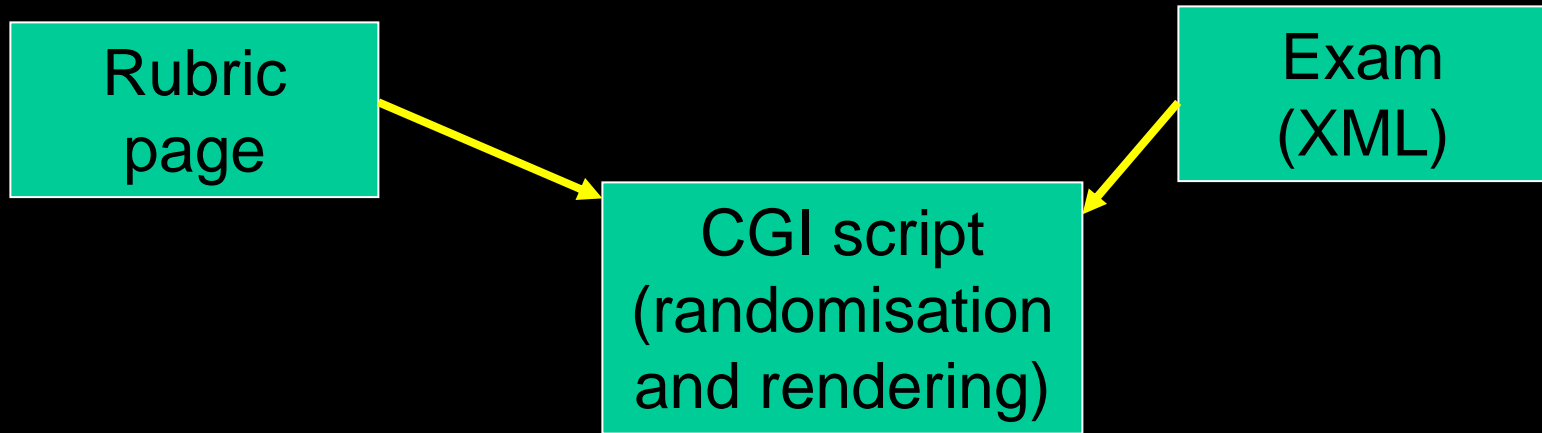 Rubric
page
Exam
(XML)
CGI script
(randomisation
and rendering)